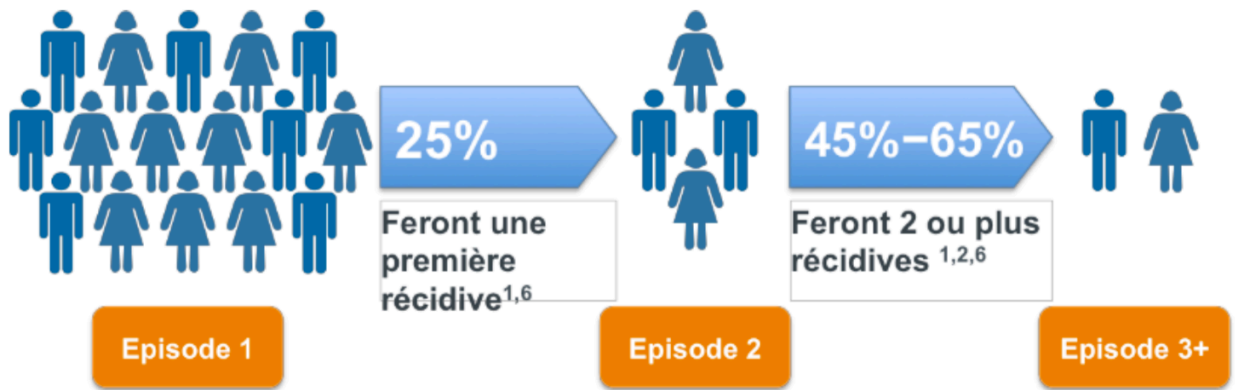 25%
Feront une
première
récidive1,6
45%–65%
Feront 2 ou plus
récidives 1,2,6
Episode 1
Episode 2
Episode 3+